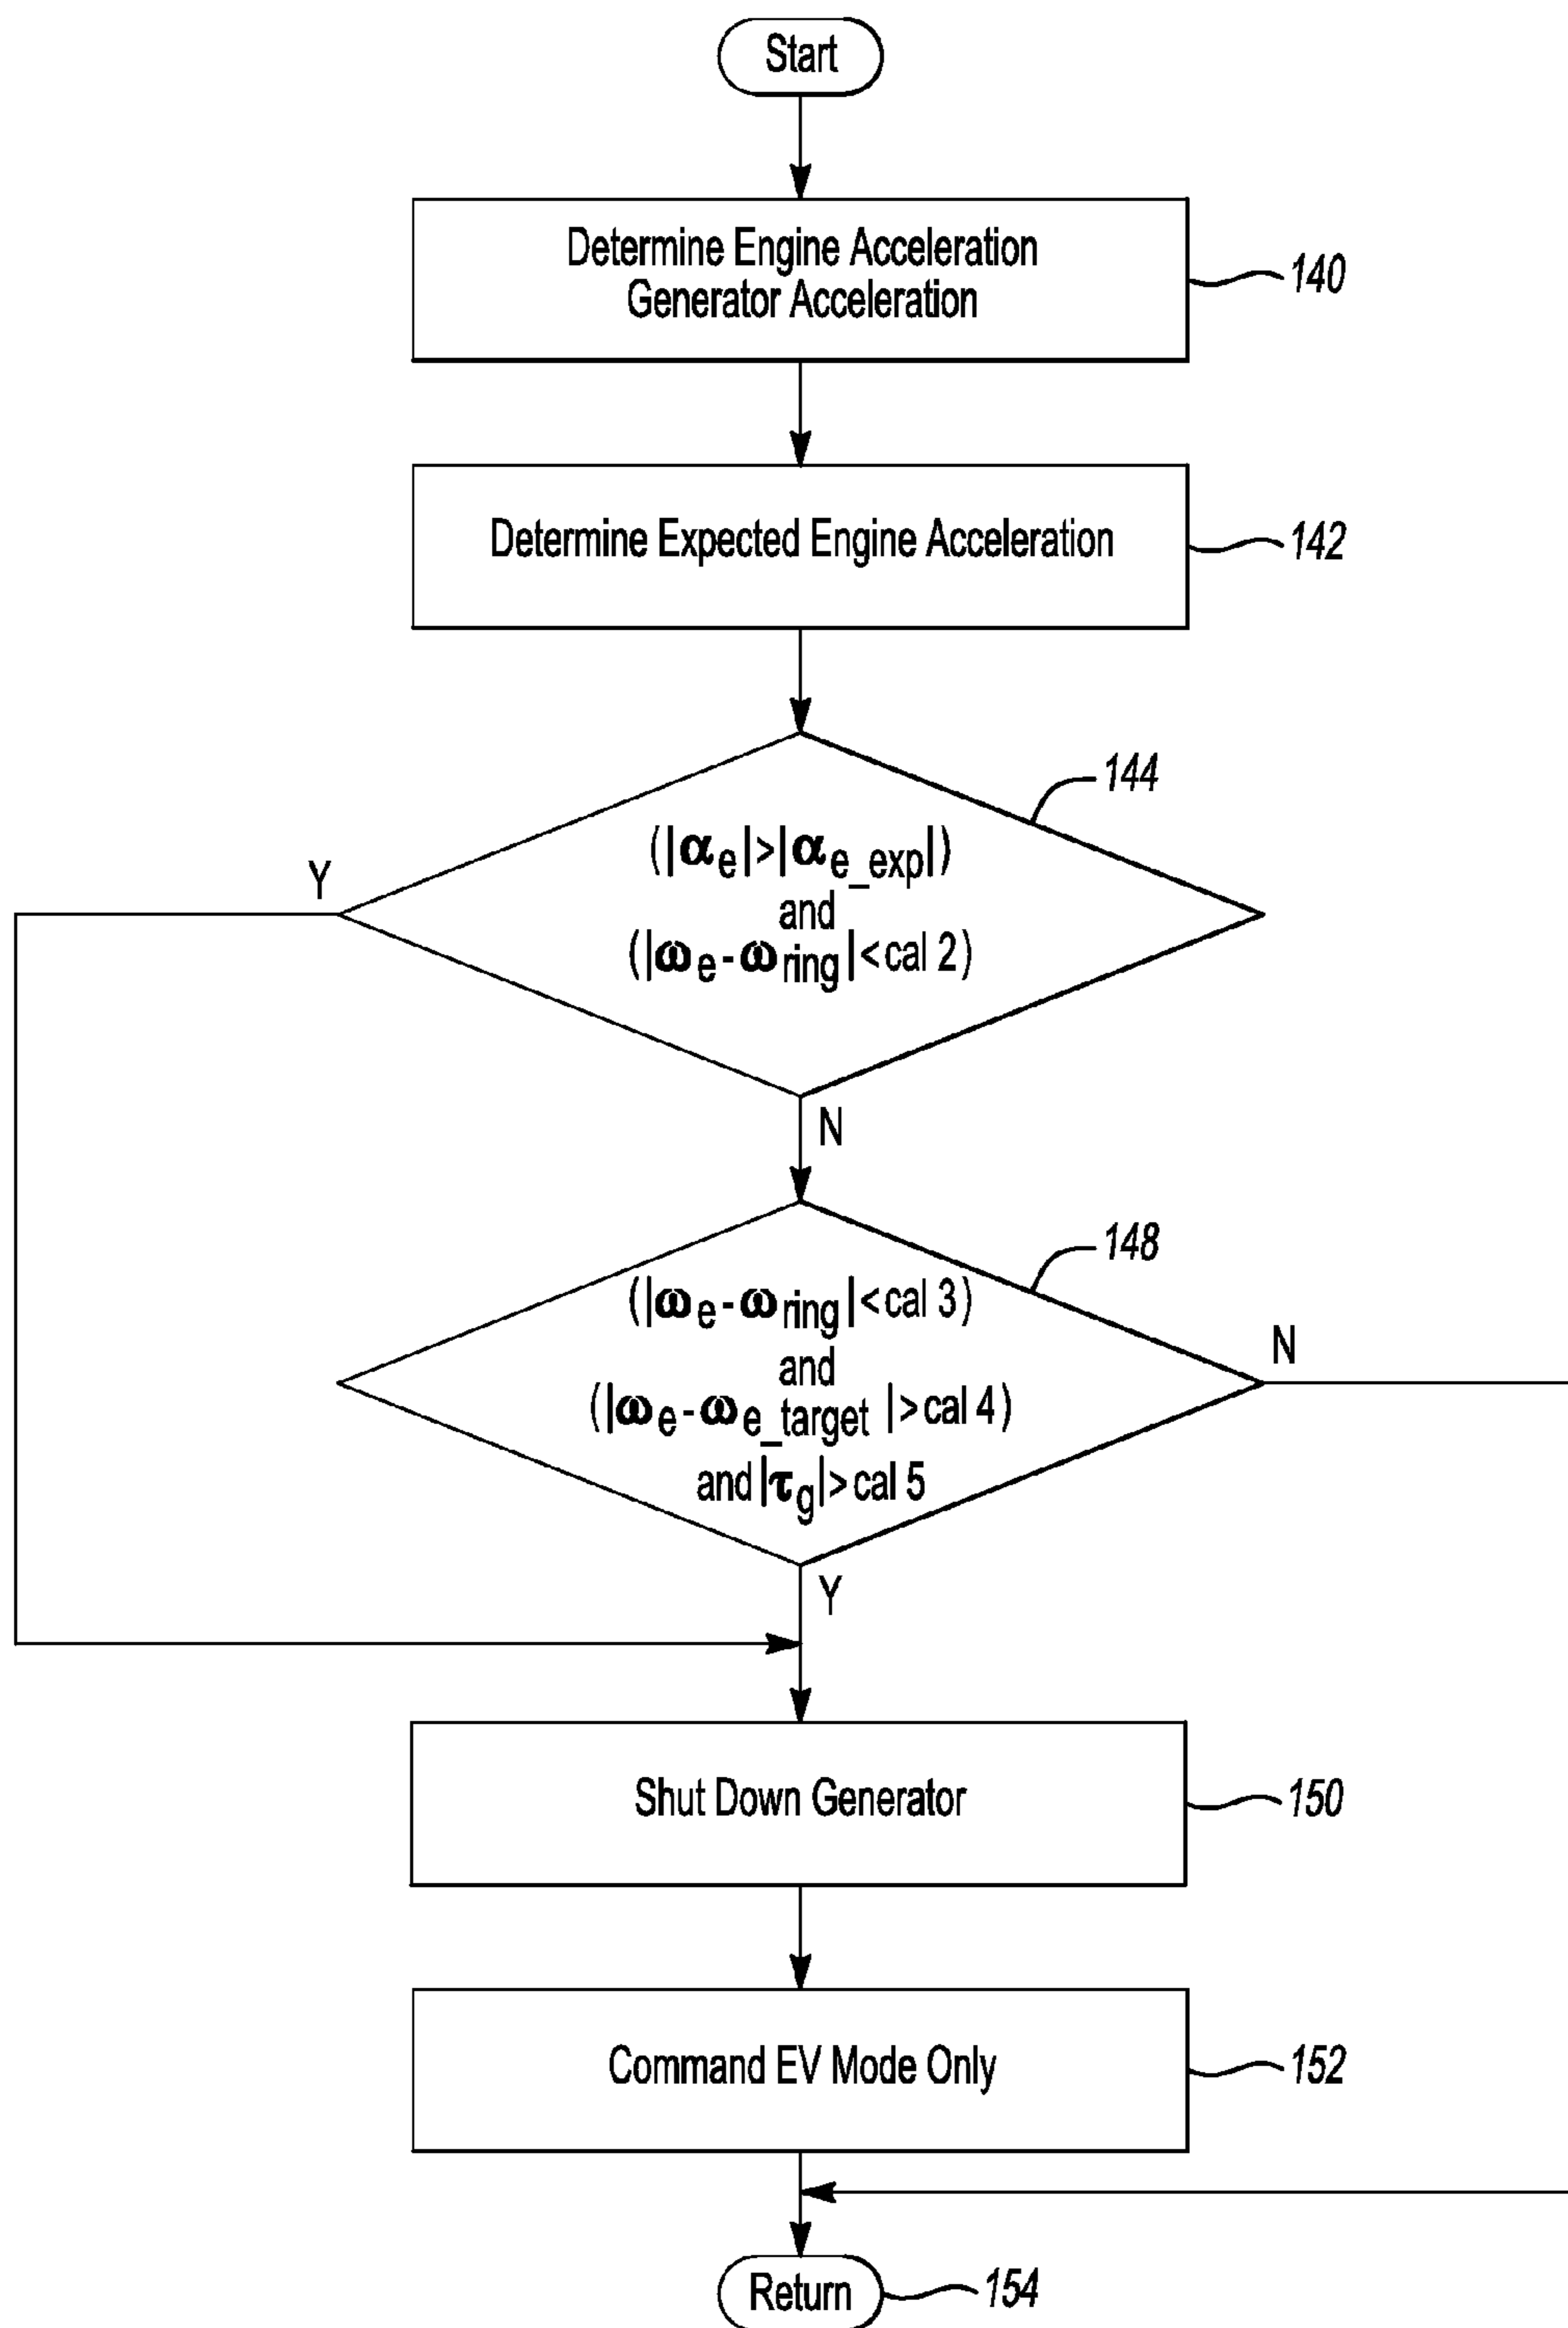 Start
Determine Engine Acceleration
Generator Acceleration
140
Determine Expected Engine Acceleration
142
144
(|αe|>|αe_exp|)
and
(|ωe-ωring|<cal 2)
Y
N
148
(|ωe-ωring|<cal 3)
and
(|ωe-ωe_target |>cal 4)
and|τg|>cal 5
N
Y
Shut Down Generator
150
Command EV Mode Only
152
Return
154